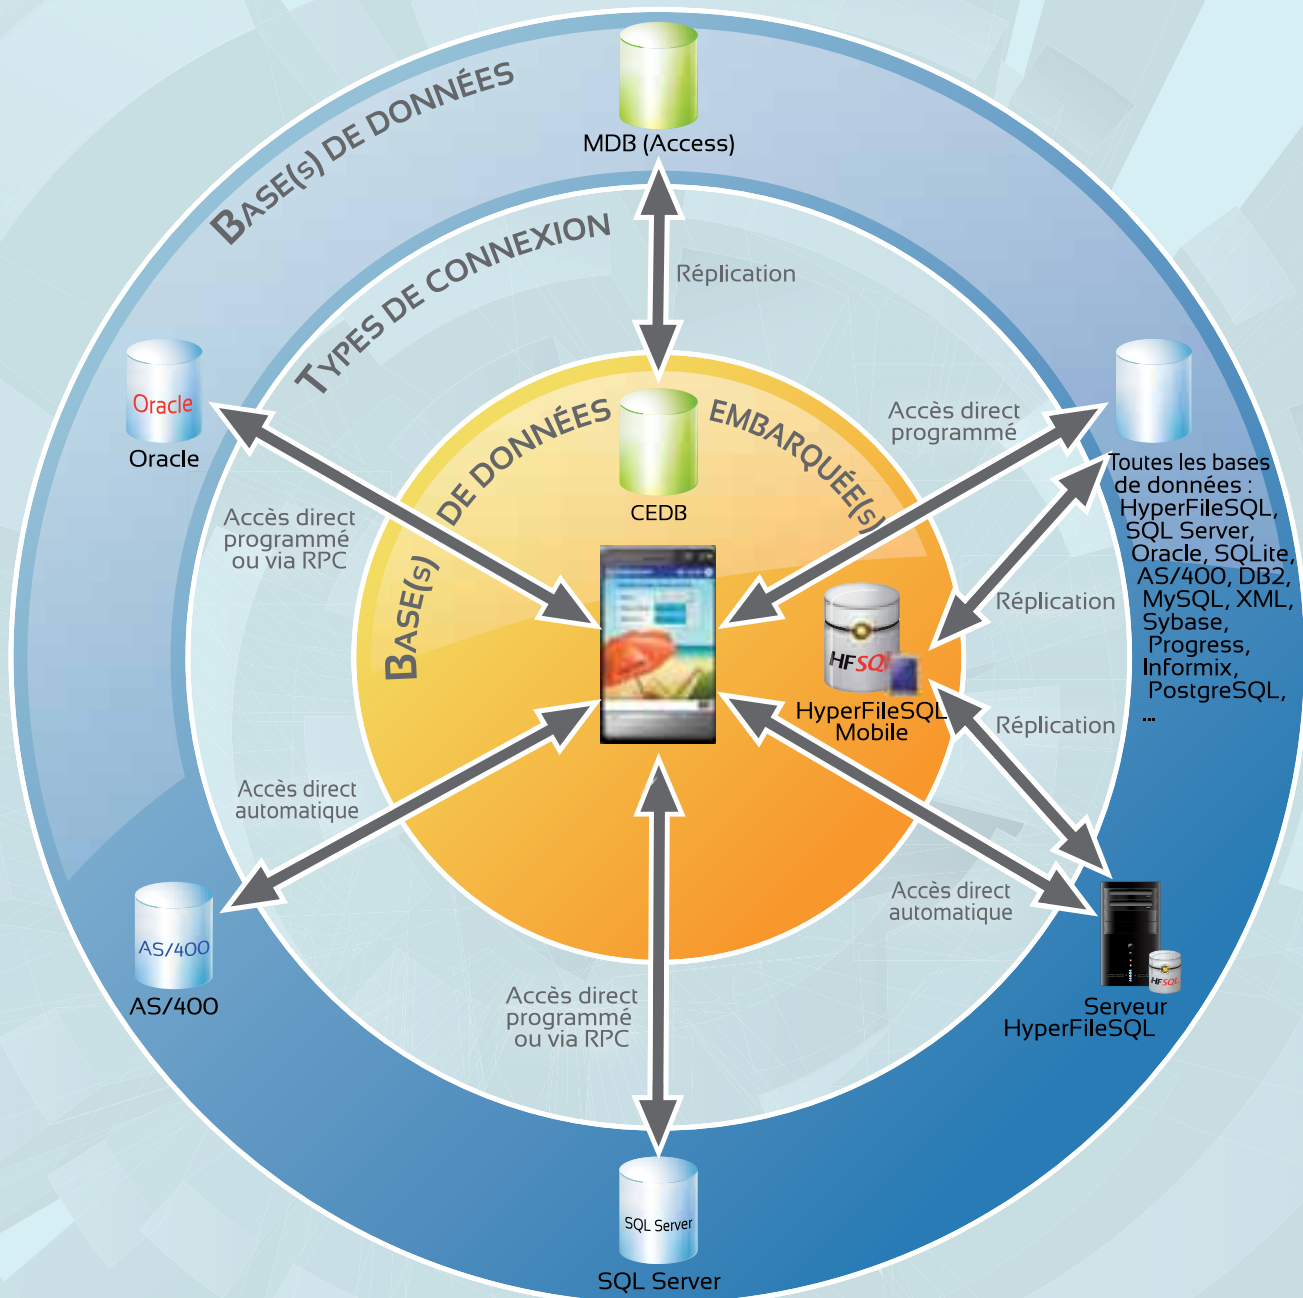 BASE(S) DE DONNÉES
MDB (Access)
TYPES DE CONNEXION
Réplication
Oracle
Oracle
Accès direct
programmé
ou via RPC
BASE(S) DE DONNÉES EMBARQUÉE(S)
CEDB
Accès direct
programmé
Toutes les bases
de données :
HyperFileSQL,
SQL Server,
Oracle, SQLite,
AS/400, DB2,
MySQL, XML,
Sybase,
Progress,
Informix,
PostgreSQL,
...
Réplication
HFSQL
HyperFileSQL
Mobile
Réplication
Accès direct
automatique
AS/400
AS/400
Accès direct
automatique
HFSQL
Serveur
HyperFileSQL
Accès direct
programmé
ou via RPC
SQL Server
SQL Server